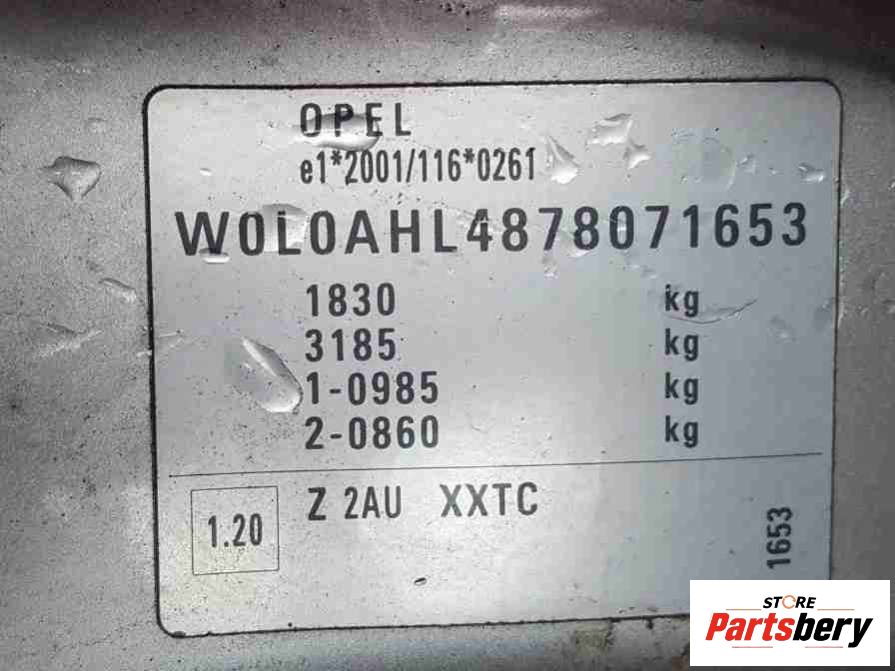 OPEL
e1*2001/116*0261
W0L0AHL4878071653
1830 kg
3185 kg
1-0985 kg
2-0860 kg
1.20 Z 2AU XXTC
1653
STORE
Partsbery